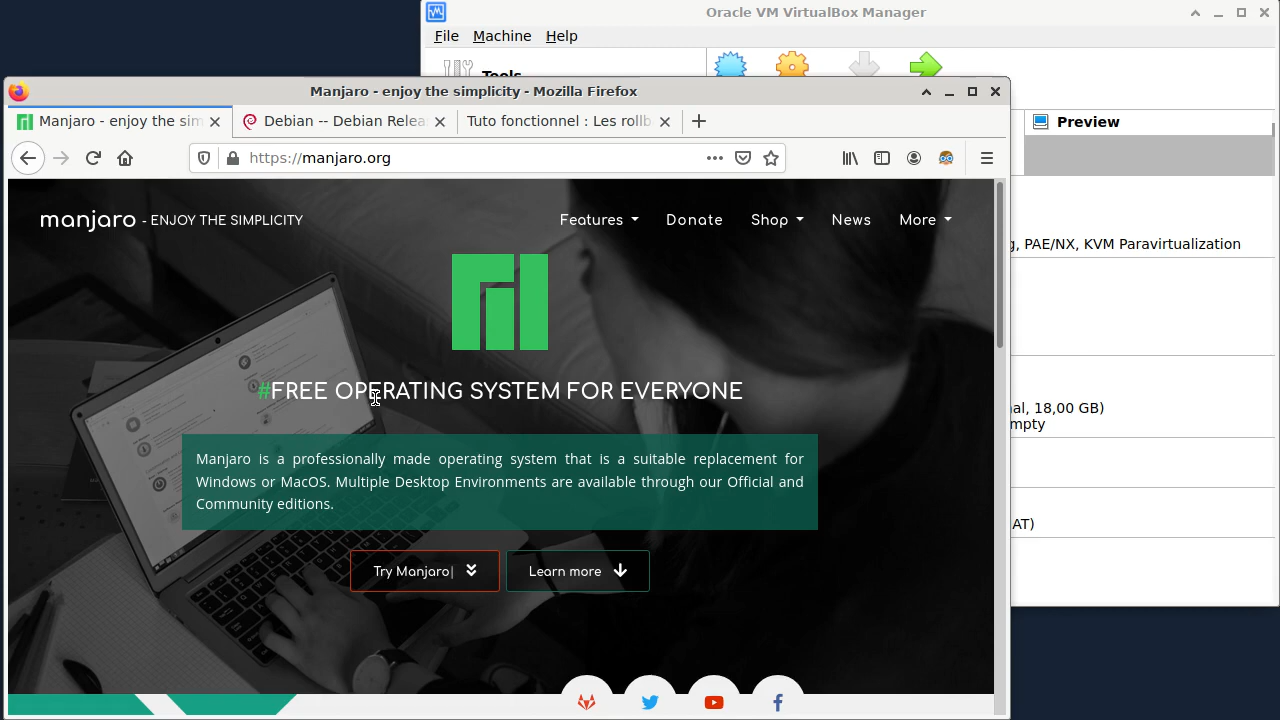 Oracle VM VirtualBox Manager
File Machine Help
Tools
Preview
g, PAE/NX, KVM Paravirtualization
al, 18,00 GB)
mpty
AT)
Manjaro - enjoy the simplicity - Mozilla Firefox
Manjaro - enjoy the sim
Debian -- Debian Relea
Tuto fonctionnel : Les rollb
https://manjaro.org
manjaro - ENJOY THE SIMPLICITY
Features Donate Shop News More
#FREE OPERATING SYSTEM FOR EVERYONE
Manjaro is a professionally made operating system that is a suitable replacement for
Windows or MacOS. Multiple Desktop Environments are available through our Official and
Community editions.
Try Manjaro|
Learn more